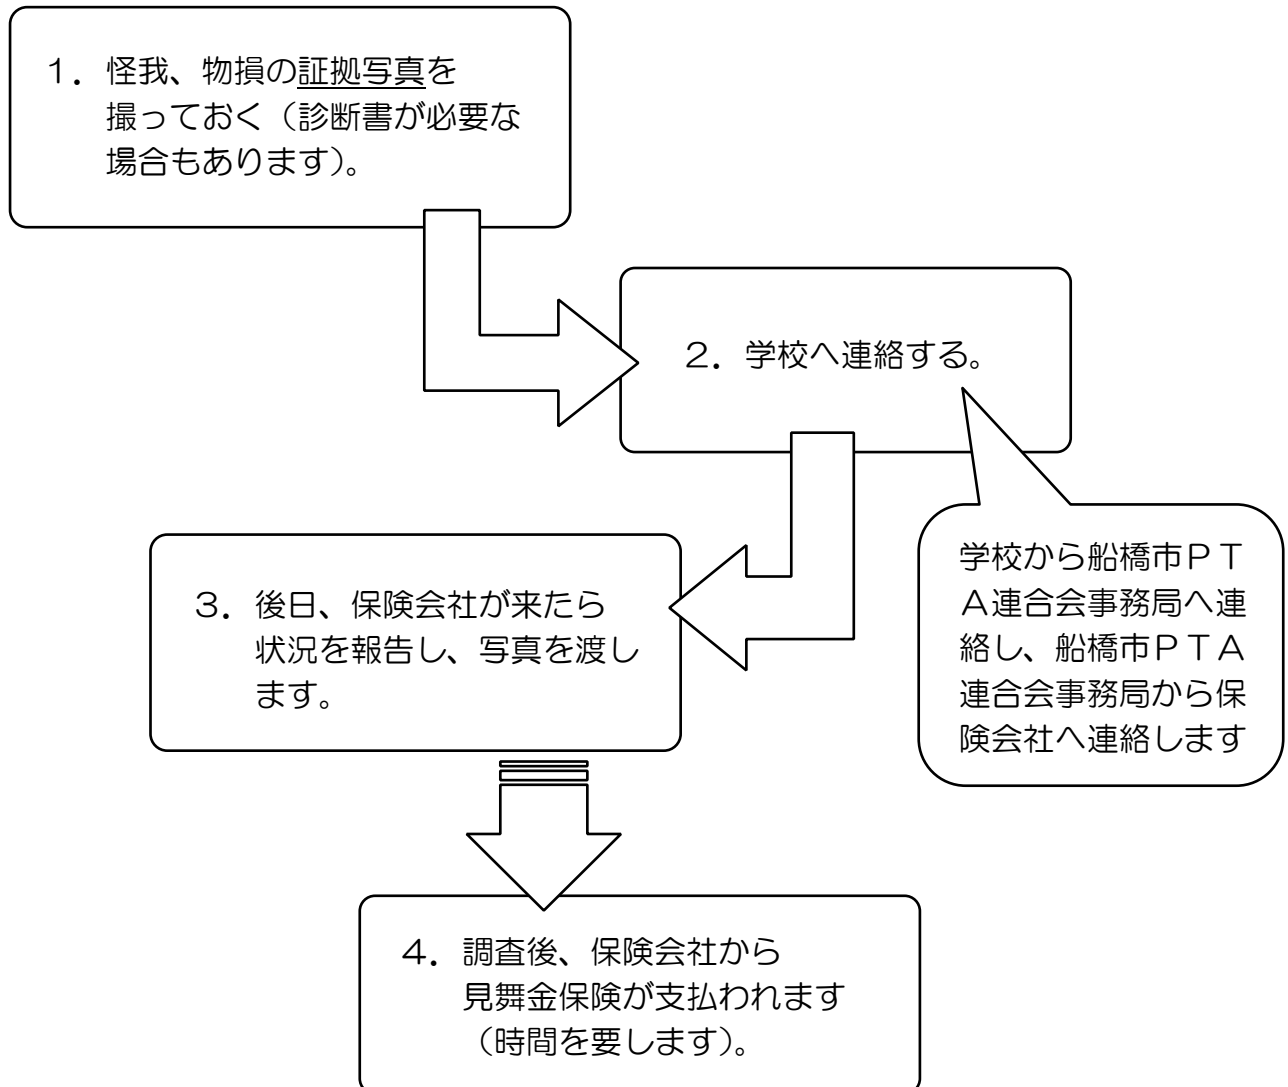 １．怪我、物損の証拠写真を
撮っておく（診断書が必要な
場合もあります）。
２．学校へ連絡する。
学校から船橋市ＰＴ
Ａ連合会事務局へ連
絡し、船橋市ＰＴＡ
連合会事務局から保
険会社へ連絡します
３．後日、保険会社が来たら
状況を報告し、写真を渡し
ます。
４．調査後、保険会社から
見舞金保険が支払われます
（時間を要します）。